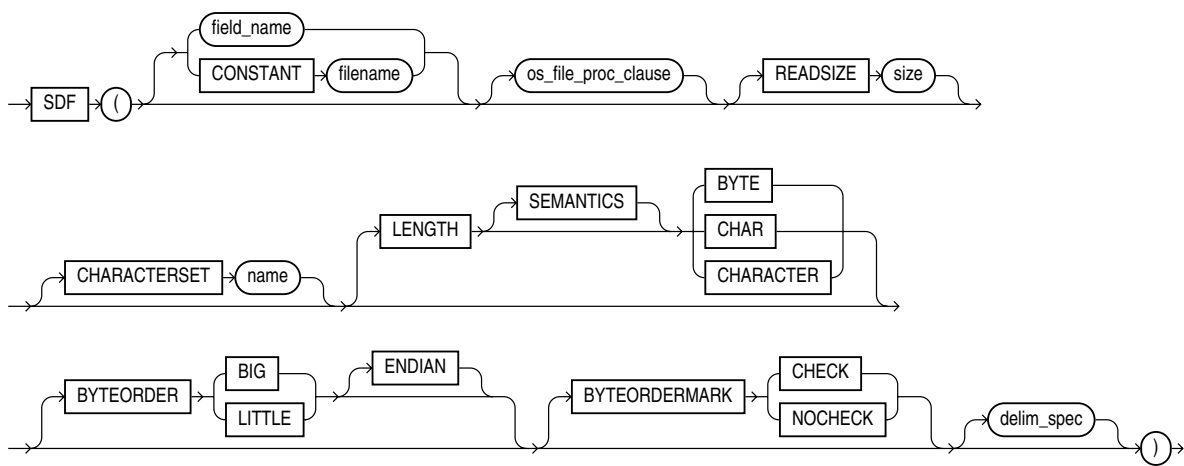 field_name
CONSTANT filename os_file_proc_clause READSIZE size
SDF (
SEMANTICS BYTE
LENGTH CHAR
CHARACTERSET name CHARACTER
BIG ENDIAN CHECK
BYTEORDER BYTEORDERMARK
LITTLE NOCHECK delim_spec
)